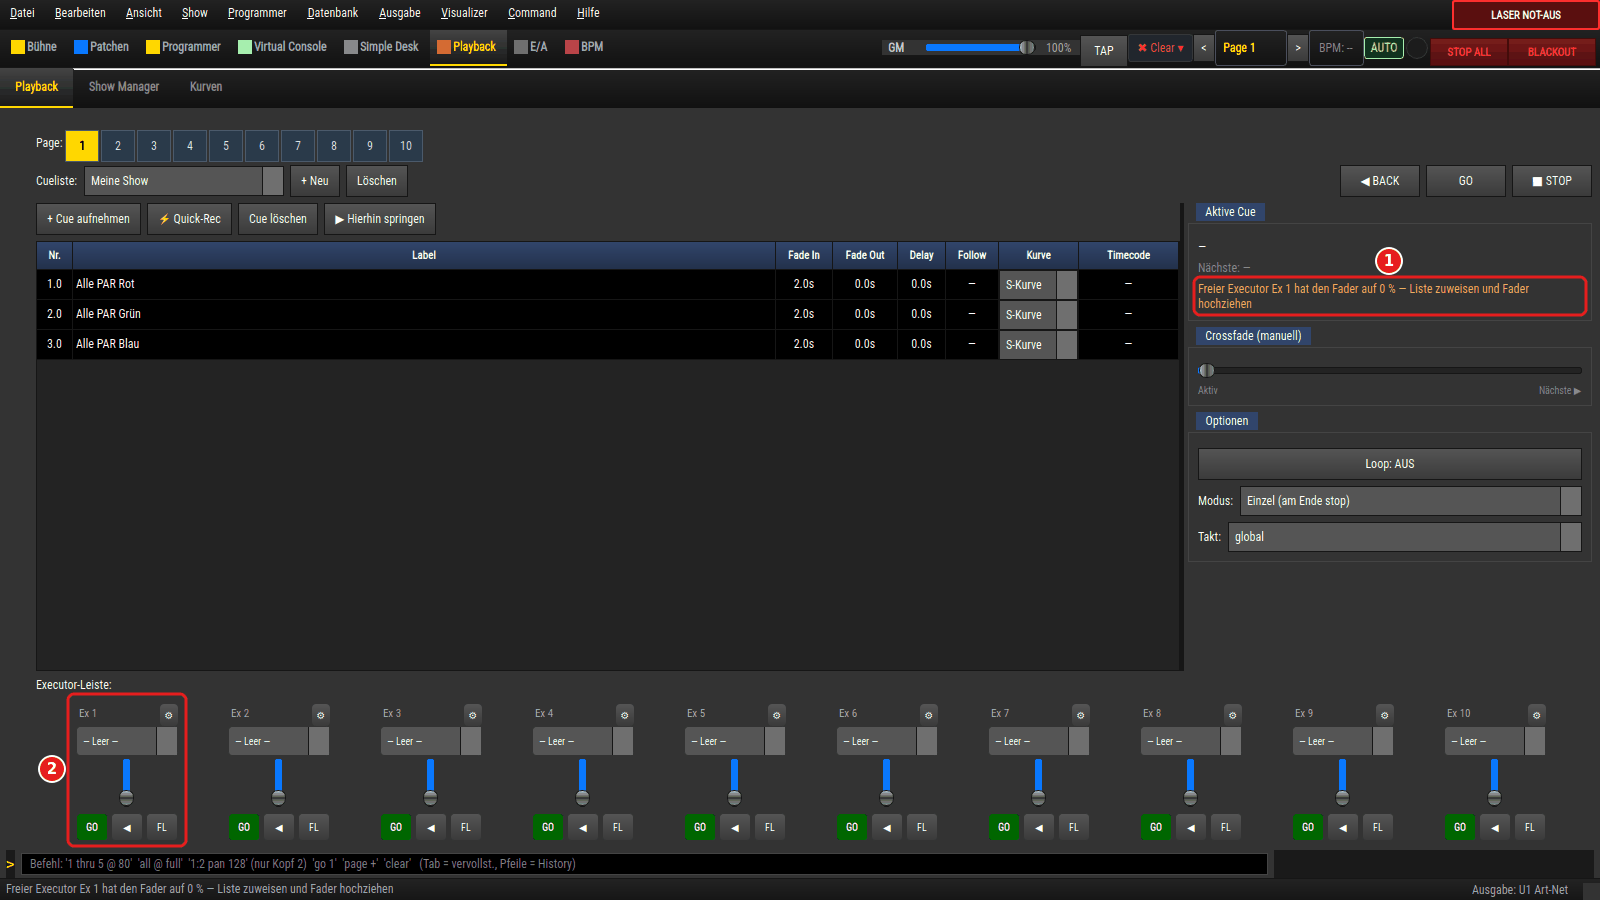 Datei Bearbeiten Ansicht Show Programmer Datenbank Ausgabe Visualizer Command Hilfe
LASER NOT-AUS
Bühne Patchen Programmer Virtual Console Simple Desk Playback E/A BPM
GM 100% TAP ✖ Clear ▾ < Page 1 > BPM: – AUTO STOP ALL BLACKOUT
Playback Show Manager Kurven
Page: 1 2 3 4 5 6 7 8 9 10
Cueliste: Meine Show + Neu Löschen ◀ BACK GO ■ STOP
+ Cue aufnehmen ⚡ Quick-Rec Cue löschen ▶ Hierhin springen
Nr. Label Fade In Fade Out Delay Follow Kurve Timecode
1.0 Alle PAR Rot 2.0s 0.0s 0.0s – S-Kurve –
2.0 Alle PAR Grün 2.0s 0.0s 0.0s – S-Kurve –
3.0 Alle PAR Blau 2.0s 0.0s 0.0s – S-Kurve –
Aktive Cue
–
Nächste: –
1
Freier Executor Ex 1 hat den Fader auf 0 % – Liste zuweisen und Fader
hochziehen
Crossfade (manuell)
Aktiv Nächste ▶
Optionen
Loop: AUS
Modus: Einzel (am Ende stop)
Takt: global
Executor-Leiste:
Ex 1 ⚙ Ex 2 ⚙ Ex 3 ⚙ Ex 4 ⚙ Ex 5 ⚙ Ex 6 ⚙ Ex 7 ⚙ Ex 8 ⚙ Ex 9 ⚙ Ex 10 ⚙
– Leer – – Leer – – Leer – – Leer – – Leer – – Leer – – Leer – – Leer – – Leer – – Leer –
2
GO ◀ FL GO ◀ FL GO ◀ FL GO ◀ FL GO ◀ FL GO ◀ FL GO ◀ FL GO ◀ FL GO ◀ FL GO ◀ FL
> Befehl: '1 thru 5 @ 80' 'all @ full' '1:2 pan 128' (nur Kopf 2) 'go 1' 'page +' 'clear' (Tab = vervollst., Pfeile = History)
Freier Executor Ex 1 hat den Fader auf 0 % – Liste zuweisen und Fader hochziehen
Ausgabe: U1 Art-Net